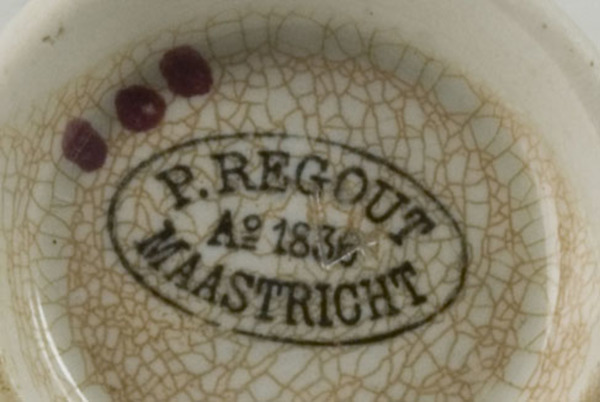 P. REGOUT
Aº 1836
MAASTRICHT